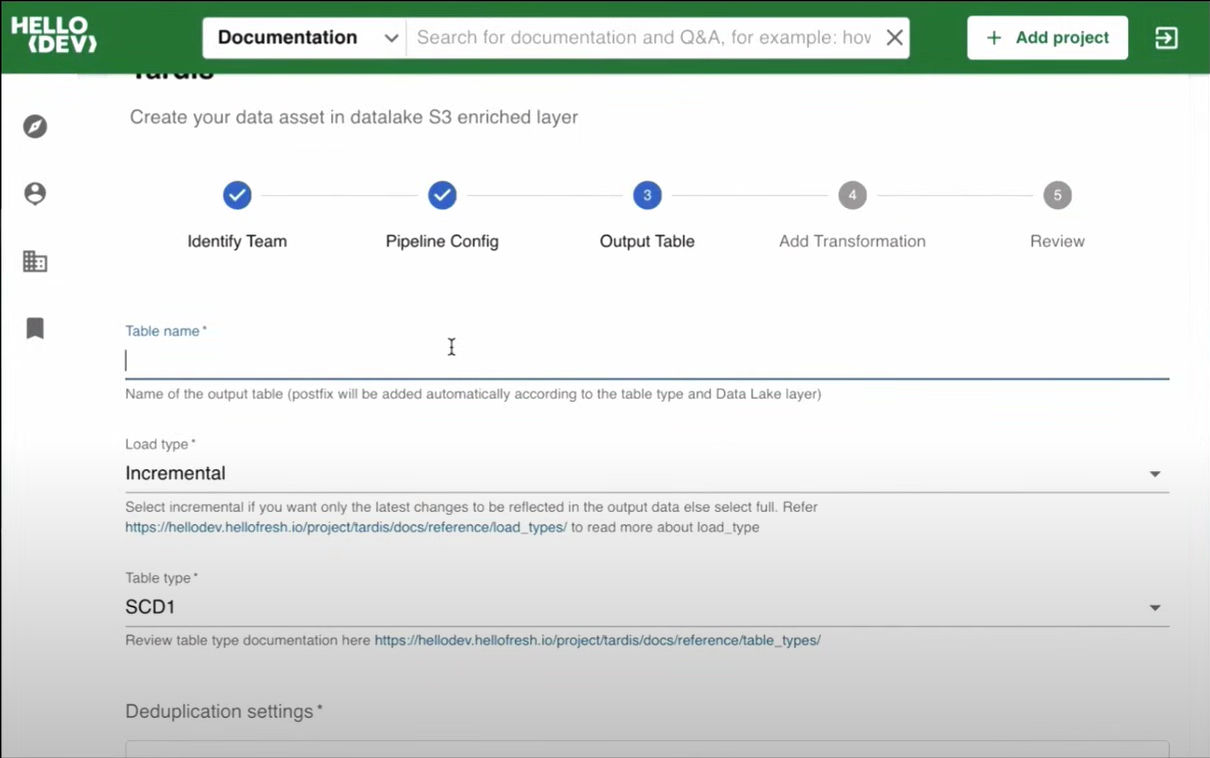 HELLO
{DEV}
Documentation
Search for documentation and Q&A, for example: how
+ Add project
Tardis
Create your data asset in datalake S3 enriched layer
3
4
5
Identify Team
Pipeline Config
Output Table
Add Transformation
Review
Table name *
Name of the output table (postfix will be added automatically according to the table type and Data Lake layer)
Load type *
Incremental
Select incremental if you want only the latest changes to be reflected in the output data else select full. Refer
https://hellodev.hellofresh.io/project/tardis/docs/reference/load_types/ to read more about load_type
Table type *
SCD1
Review table type documentation here https://hellodev.hellofresh.io/project/tardis/docs/reference/table_types/
Deduplication settings *